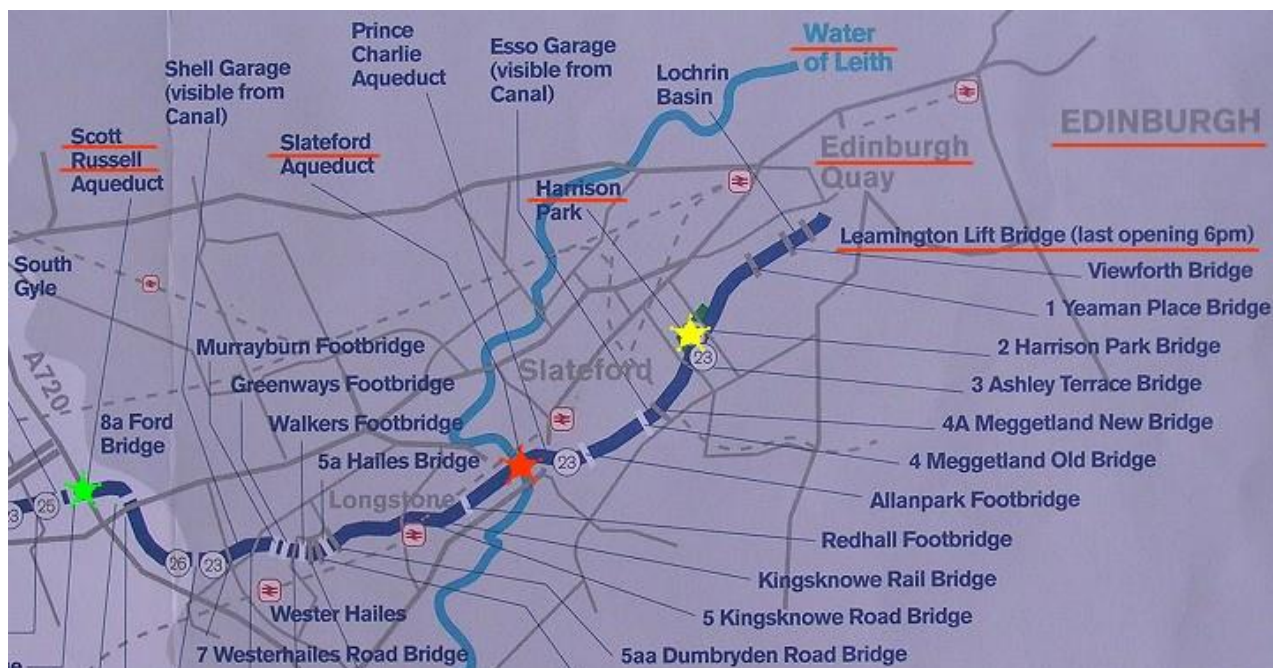 Prince
Charlie
Aqueduct
Esso Garage
(visible from
Canal)
Water
of Leith
Shell Garage
(visible from
Canal)
Lochrin
Basin
EDINBURGH
Scott
Russell
Aqueduct
Slateford
Aqueduct
Edinburgh
Quay
Harrison
Park
Leamington Lift Bridge (last opening 6pm)
South
Gyle
Viewforth Bridge
1 Yeaman Place Bridge
Murrayburn Footbridge
2 Harrison Park Bridge
23
A720
Greenways Footbridge
Slateford
3 Ashley Terrace Bridge
8a Ford
Bridge
Walkers Footbridge
4A Meggetland New Bridge
5a Hailes Bridge
23
4 Meggetland Old Bridge
Longstone
Allanpark Footbridge
25
Redhall Footbridge
26
23
Kingsknowe Rail Bridge
Wester Hailes
5 Kingsknowe Road Bridge
7 Westerhailes Road Bridge
5aa Dumbryden Road Bridge